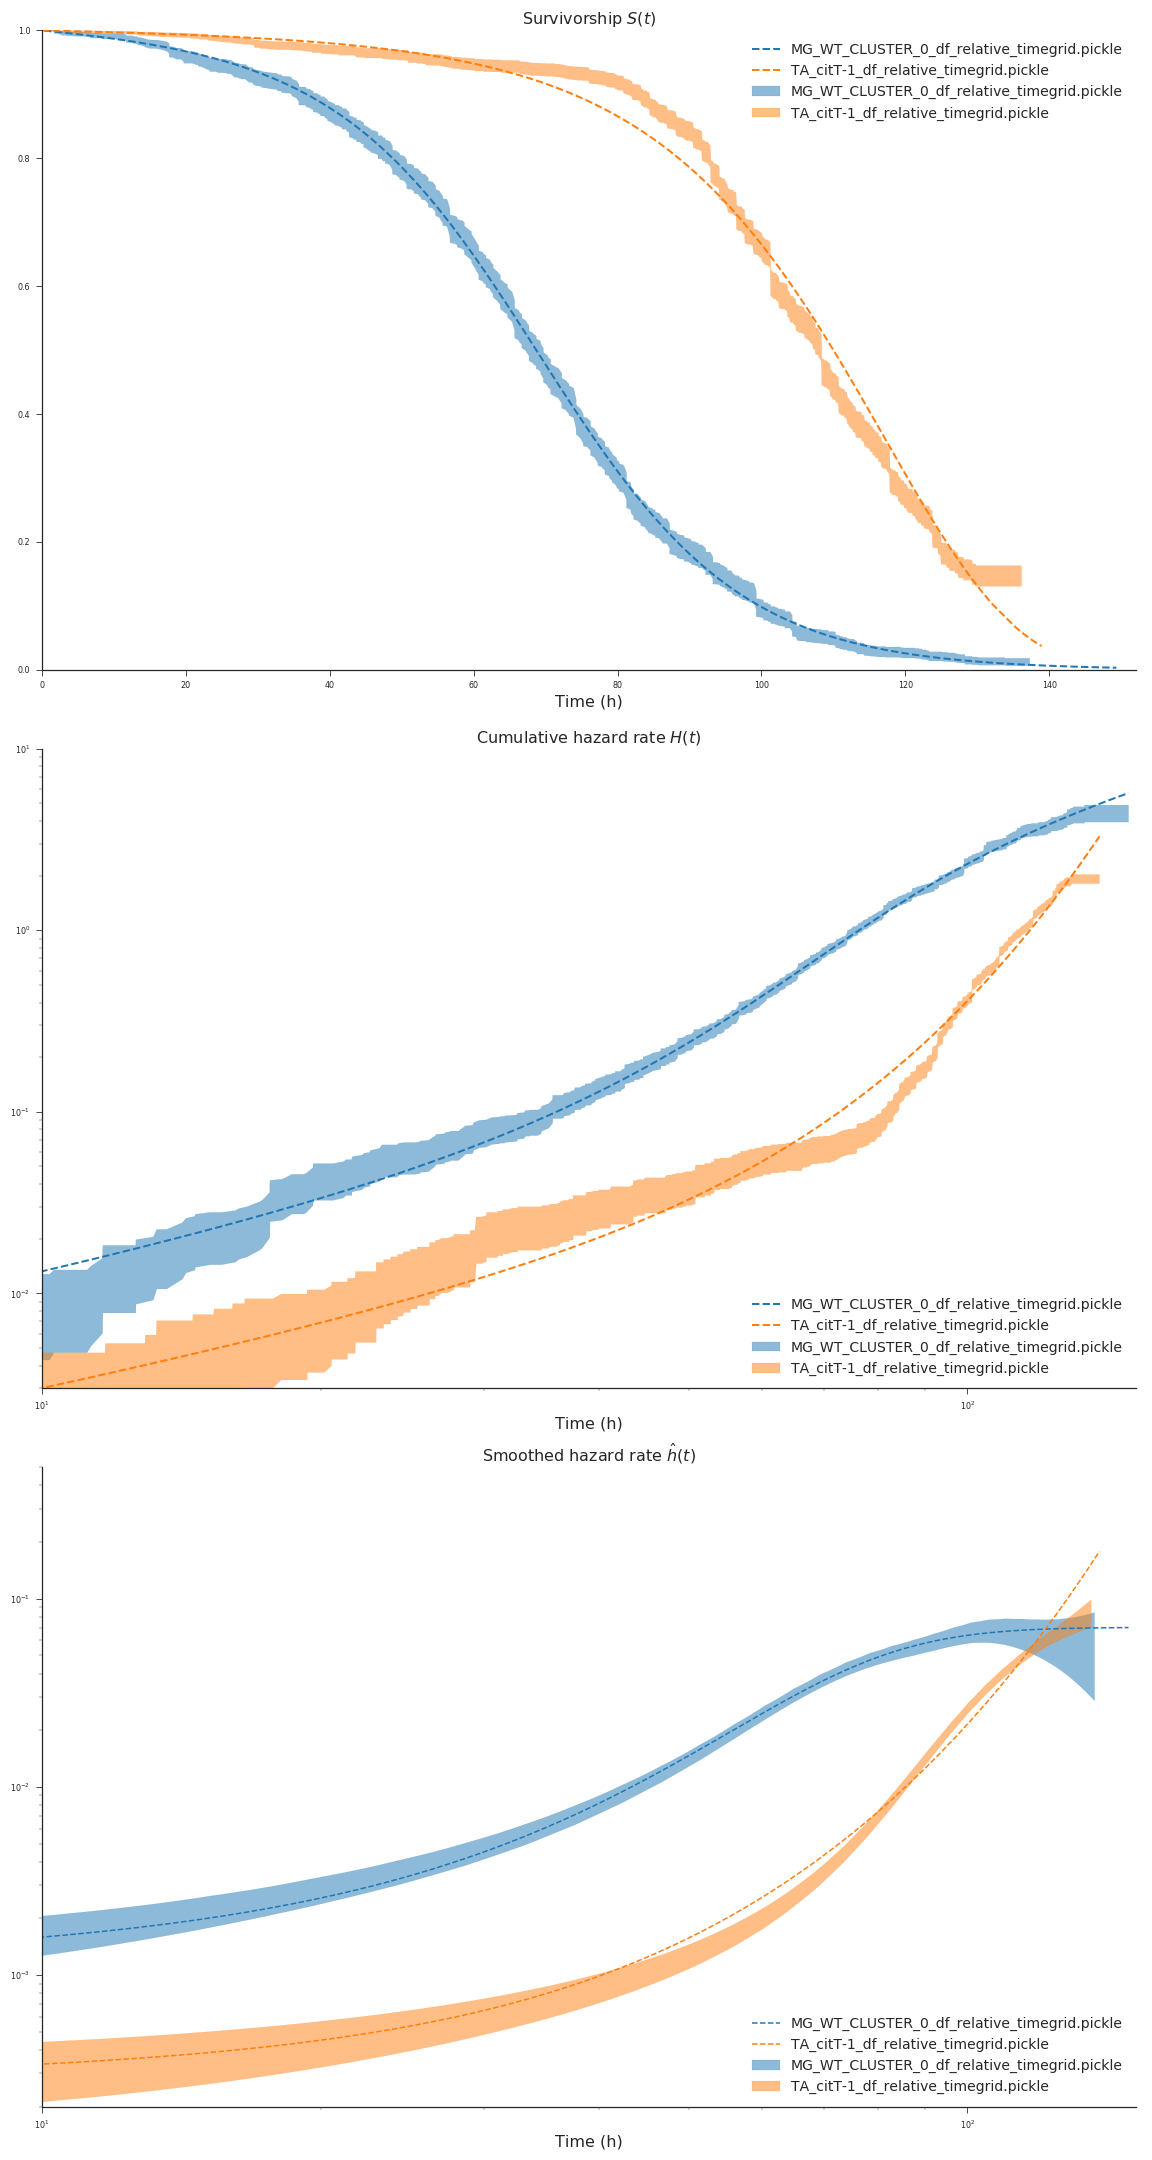 Survivorship S(t)
1.0
0.8
0.6
0.4
0.2
0.0
MG_WT_CLUSTER_0_df_relative_timegrid.pickle
TA_citT-1_df_relative_timegrid.pickle
MG_WT_CLUSTER_0_df_relative_timegrid.pickle
TA_citT-1_df_relative_timegrid.pickle
0 20 40 60 80 100 120 140
Time (h)
Cumulative hazard rate H(t)
10¹
10⁰
10⁻¹
10⁻²
MG_WT_CLUSTER_0_df_relative_timegrid.pickle
TA_citT-1_df_relative_timegrid.pickle
MG_WT_CLUSTER_0_df_relative_timegrid.pickle
TA_citT-1_df_relative_timegrid.pickle
10¹ 10²
Time (h)
Smoothed hazard rate ĥ(t)
10⁻¹
10⁻²
10⁻³
MG_WT_CLUSTER_0_df_relative_timegrid.pickle
TA_citT-1_df_relative_timegrid.pickle
MG_WT_CLUSTER_0_df_relative_timegrid.pickle
TA_citT-1_df_relative_timegrid.pickle
10¹ 10²
Time (h)